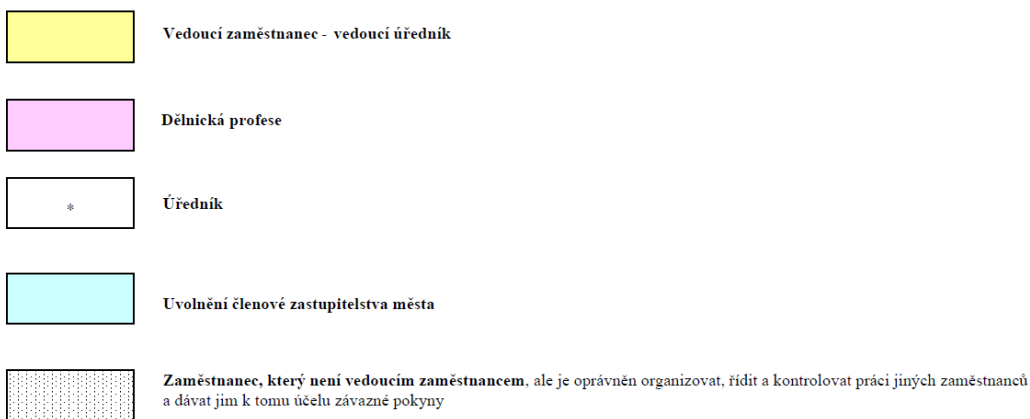 Vedoucí zaměstnanec - vedoucí úředník
Dělnická profese
* Úředník
Uvolnění členové zastupitelstva města
Zaměstnanec, který není vedoucím zaměstnancem, ale je oprávněn organizovat, řídit a kontrolovat práci jiných zaměstnanců
a dávat jim k tomu účelu závazné pokyny